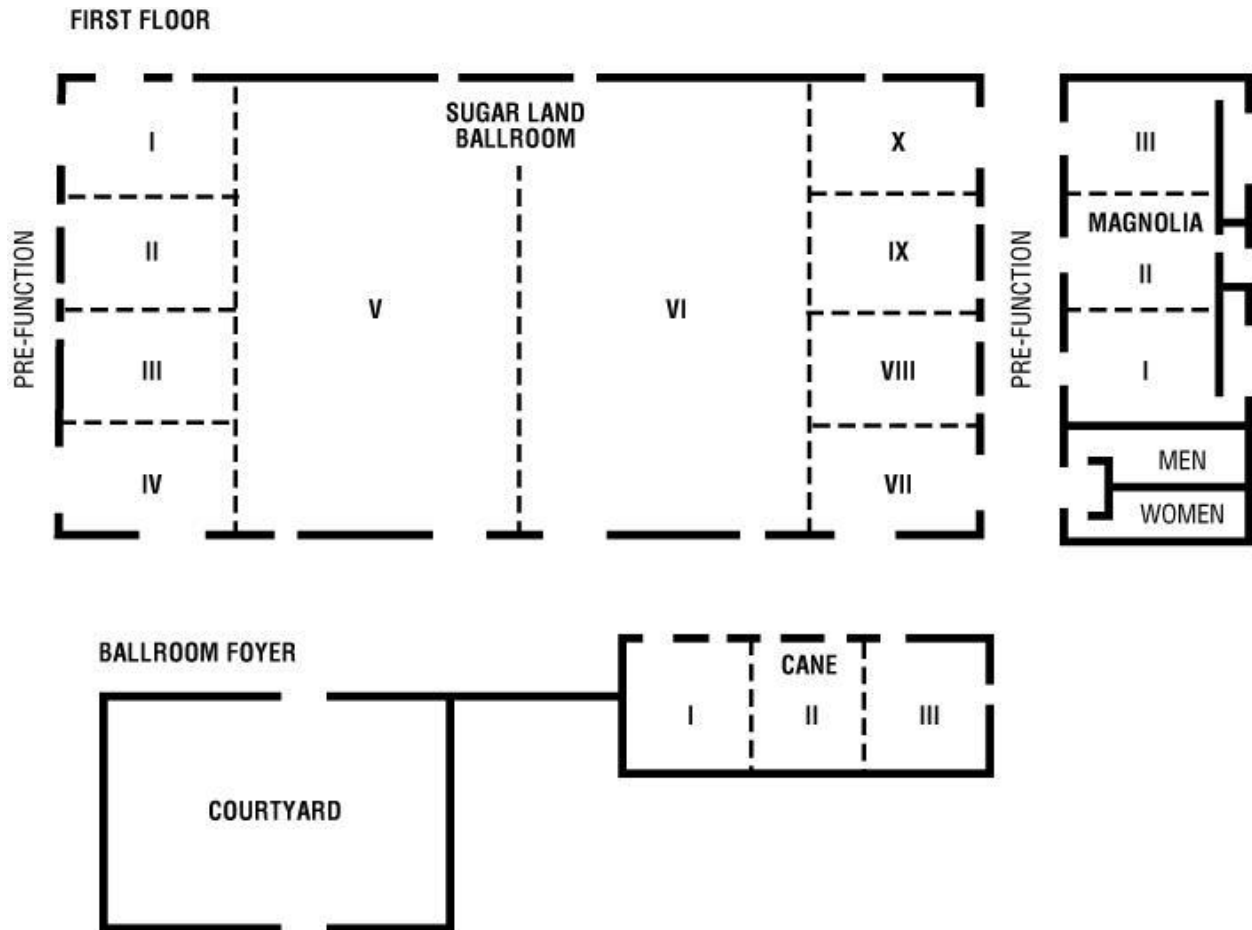 FIRST FLOOR
SUGAR LAND
BALLROOM
I
X
III
II
IX
MAGNOLIA
II
PRE-FUNCTION
V
VI
PRE-FUNCTION
III
VIII
I
IV
VII
MEN
WOMEN
BALLROOM FOYER
CANE
I
II
III
COURTYARD